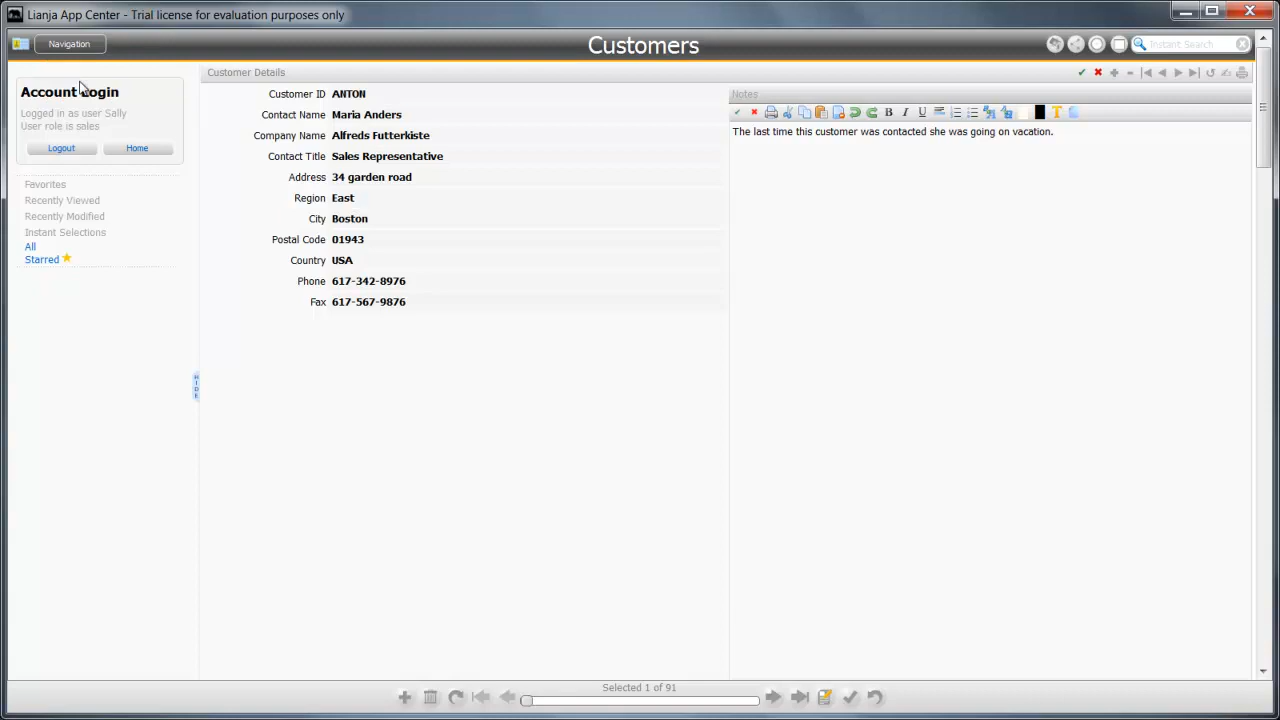 Lianja App Center - Trial license for evaluation purposes only
Navigation
Customers
Instant Search
Account Login
Logged in as user Sally
User role is sales
Logout
Home
Favorites
Recently Viewed
Recently Modified
Instant Selections
All
Starred
HIDE
Customer Details
Customer ID ANTON
Contact Name Maria Anders
Company Name Alfreds Futterkiste
Contact Title Sales Representative
Address 34 garden road
Region East
City Boston
Postal Code 01943
Country USA
Phone 617-342-8976
Fax 617-567-9876
Notes
B I U T
The last time this customer was contacted she was going on vacation.
Selected 1 of 91